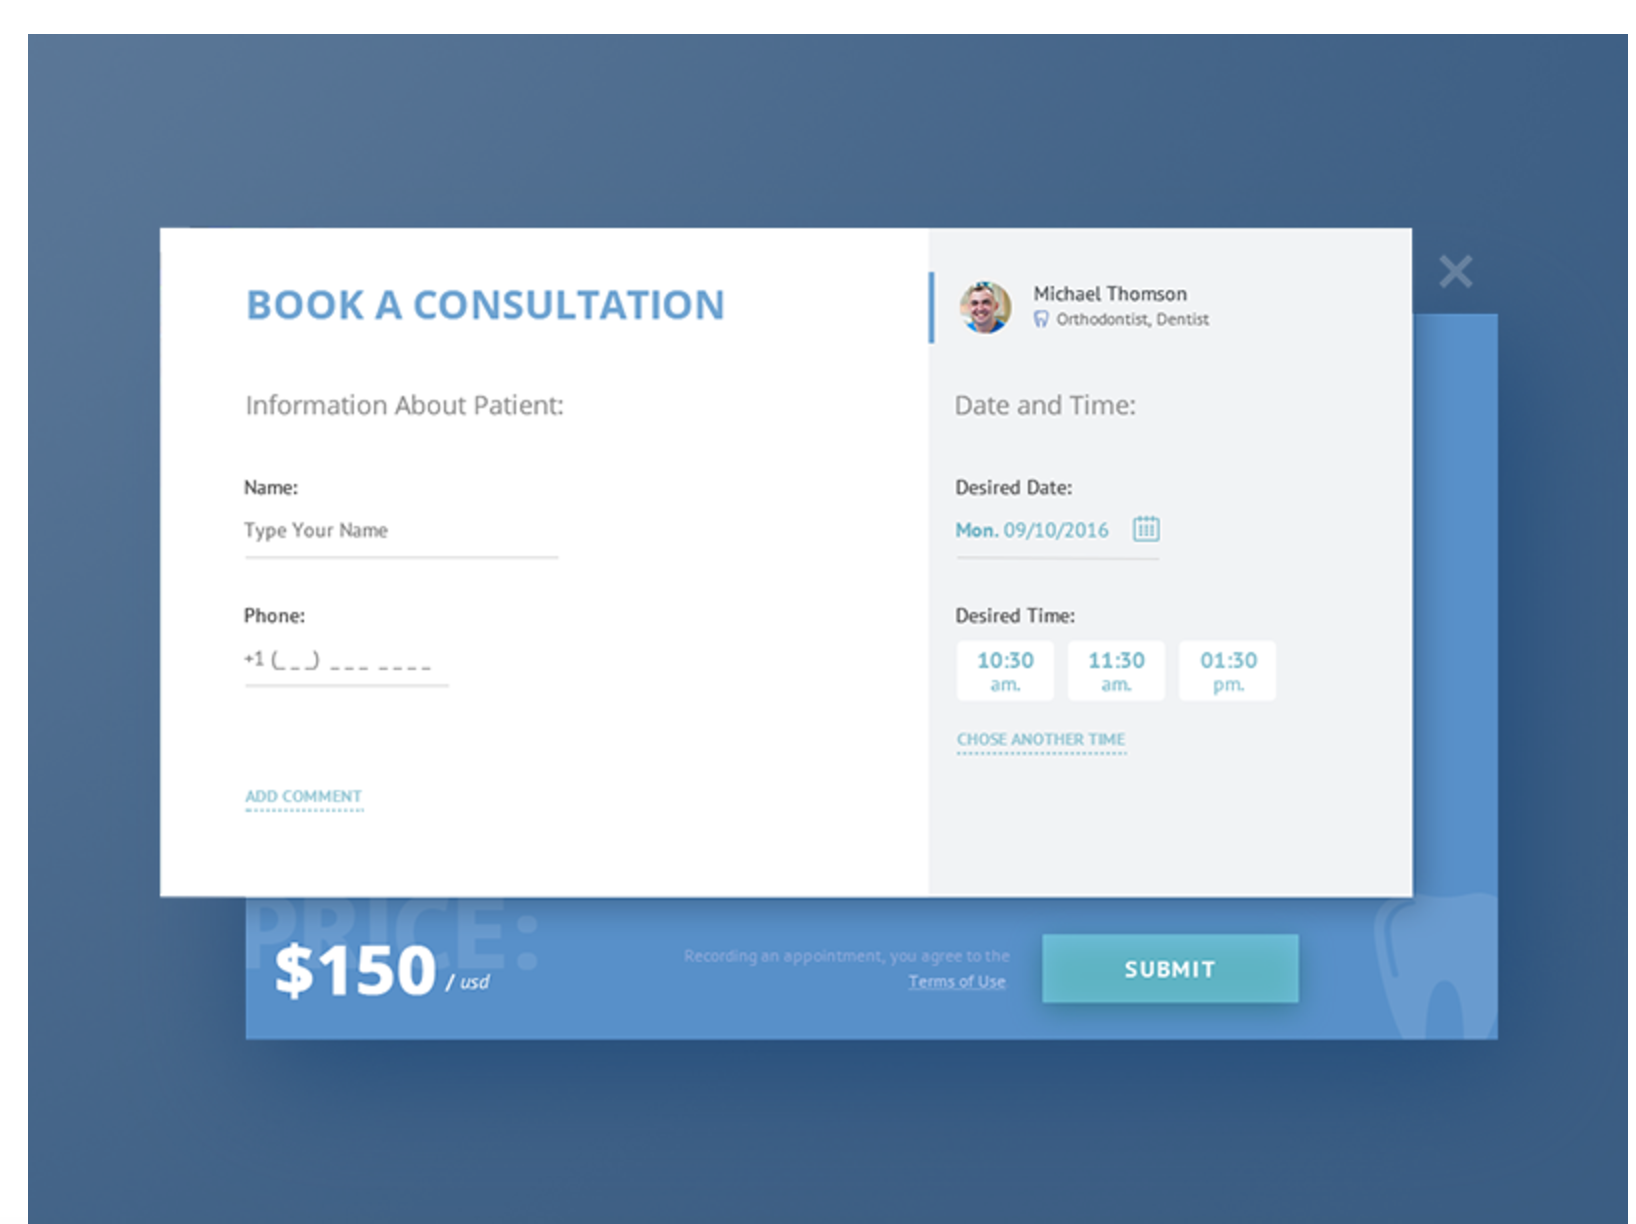 BOOK A CONSULTATION
Information About Patient:
Name:
Type Your Name
Phone:
+1 (_ _ _) _ _ _ _ _ _ _
ADD COMMENT
Michael Thomson
Orthodontist, Dentist
Date and Time:
Desired Date:
Mon. 09/10/2016
Desired Time:
10:30 am.
11:30 am.
01:30 pm.
CHOSE ANOTHER TIME
PRICE:
$150 / usd
Recording an appointment, you agree to the
Terms of Use
SUBMIT